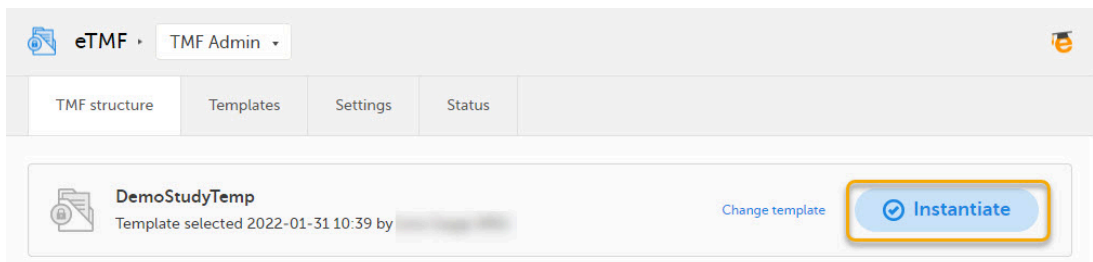 eTMF
TMF Admin
TMF structure Templates Settings Status
DemoStudyTemp
Template selected 2022-01-31 10:39 by
Change template
Instantiate